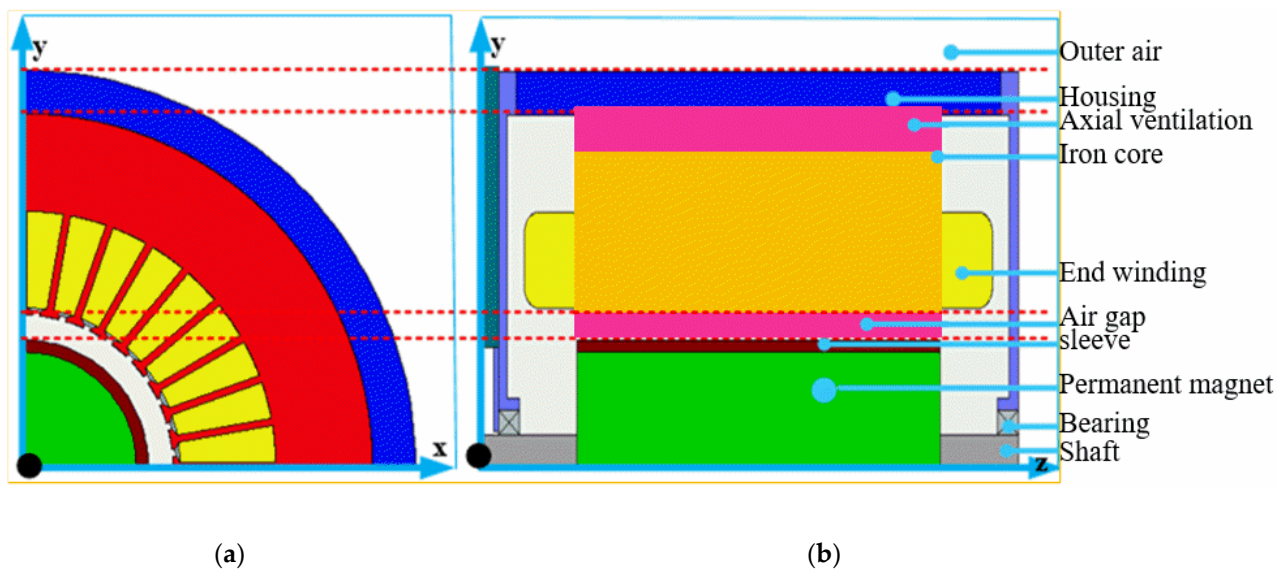 y
y
Outer air
Housing
Axial ventilation
Iron core
End winding
Air gap
sleeve
Permanent magnet
Bearing
Shaft
x
z
(a)
(b)